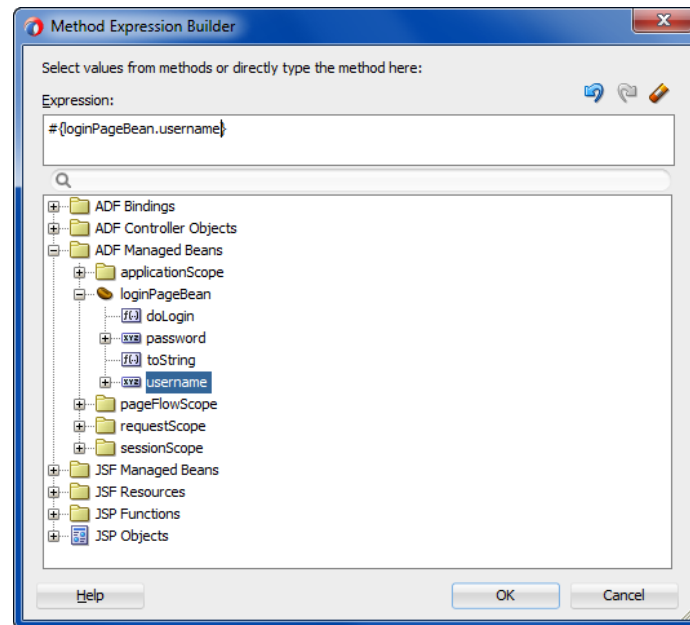 Method Expression Builder
x
Select values from methods or directly type the method here:
Expression:
#{loginPageBean.username}
ADF Bindings
ADF Controller Objects
ADF Managed Beans
applicationScope
loginPageBean
f(-) doLogin
xyz password
f(-) toString
xyz username
pageFlowScope
requestScope
sessionScope
JSF Managed Beans
JSF Resources
JSP Functions
JSP Objects
Help OK Cancel